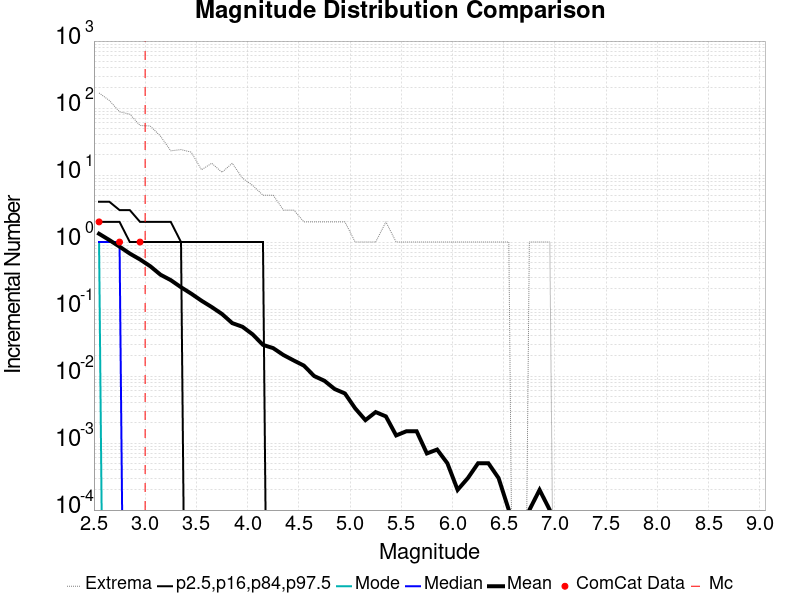 Magnitude Distribution Comparison
10^3
10^2
10^1
10^0
10^-1
10^-2
10^-3
10^-4
Incremental Number
2.5 3.0 3.5 4.0 4.5 5.0 5.5 6.0 6.5 7.0 7.5 8.0 8.5 9.0
Magnitude
Extrema p2.5,p16,p84,p97.5 Mode Median Mean ComCat Data Mc